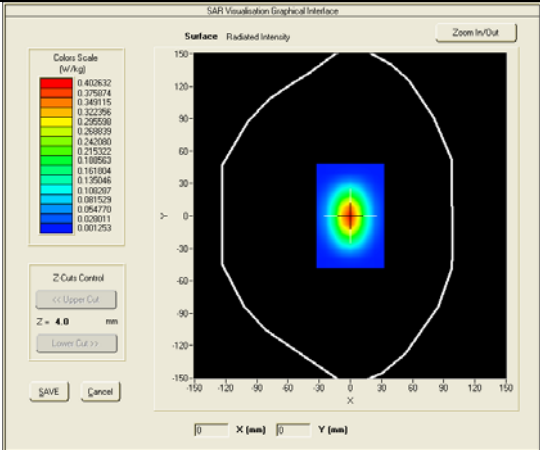 SAR Visualisation Graphical Interface
Surface Radiated Intensity
Zoom In/Out
Colors Scale
(W/kg)
0.402632
0.375874
0.349115
0.322356
0.295598
0.268839
0.242080
0.215322
0.188563
0.161804
0.135046
0.108287
0.081529
0.054770
0.028011
0.001253
150
120
90
60
30
0
-30
-60
-90
-120
-150
Y
-150 -120 -90 -60 -30 0 30 60 90 120 150
X
Z-Cuts Control
<< Upper Cut
Z = 4.0 mm
Lower Cut >>
SAVE Cancel
0 X (mm) 0 Y (mm)